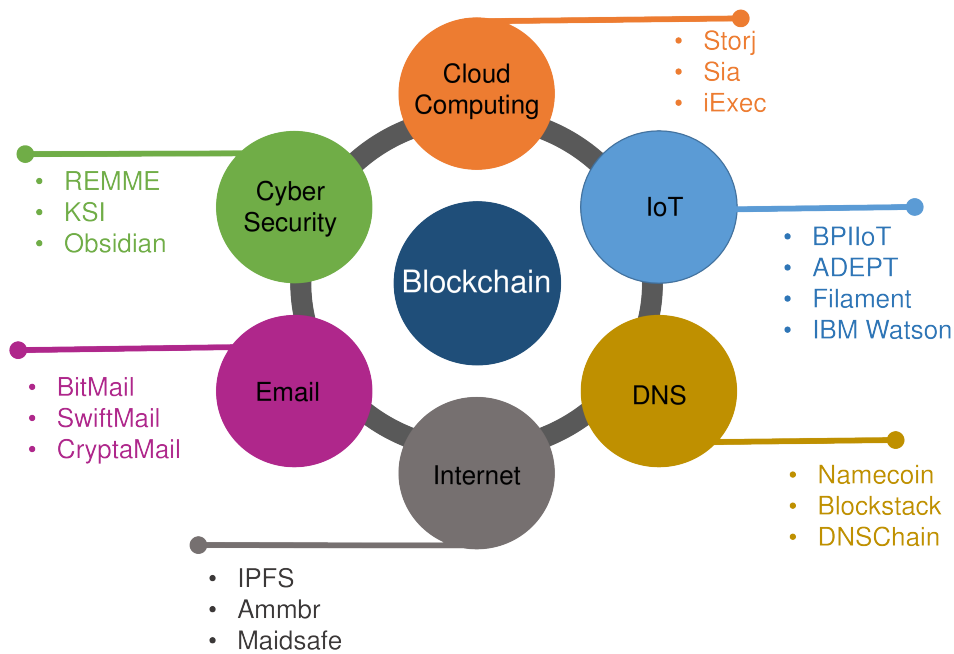 Cloud
Computing
• Storj
• Sia
• iExec
Cyber
Security
• REMME
• KSI
• Obsidian
IoT
• BPIIoT
• ADEPT
• Filament
• IBM Watson
Blockchain
Email
• BitMail
• SwiftMail
• CryptaMail
DNS
• Namecoin
• Blockstack
• DNSChain
Internet
• IPFS
• Ammbr
• Maidsafe